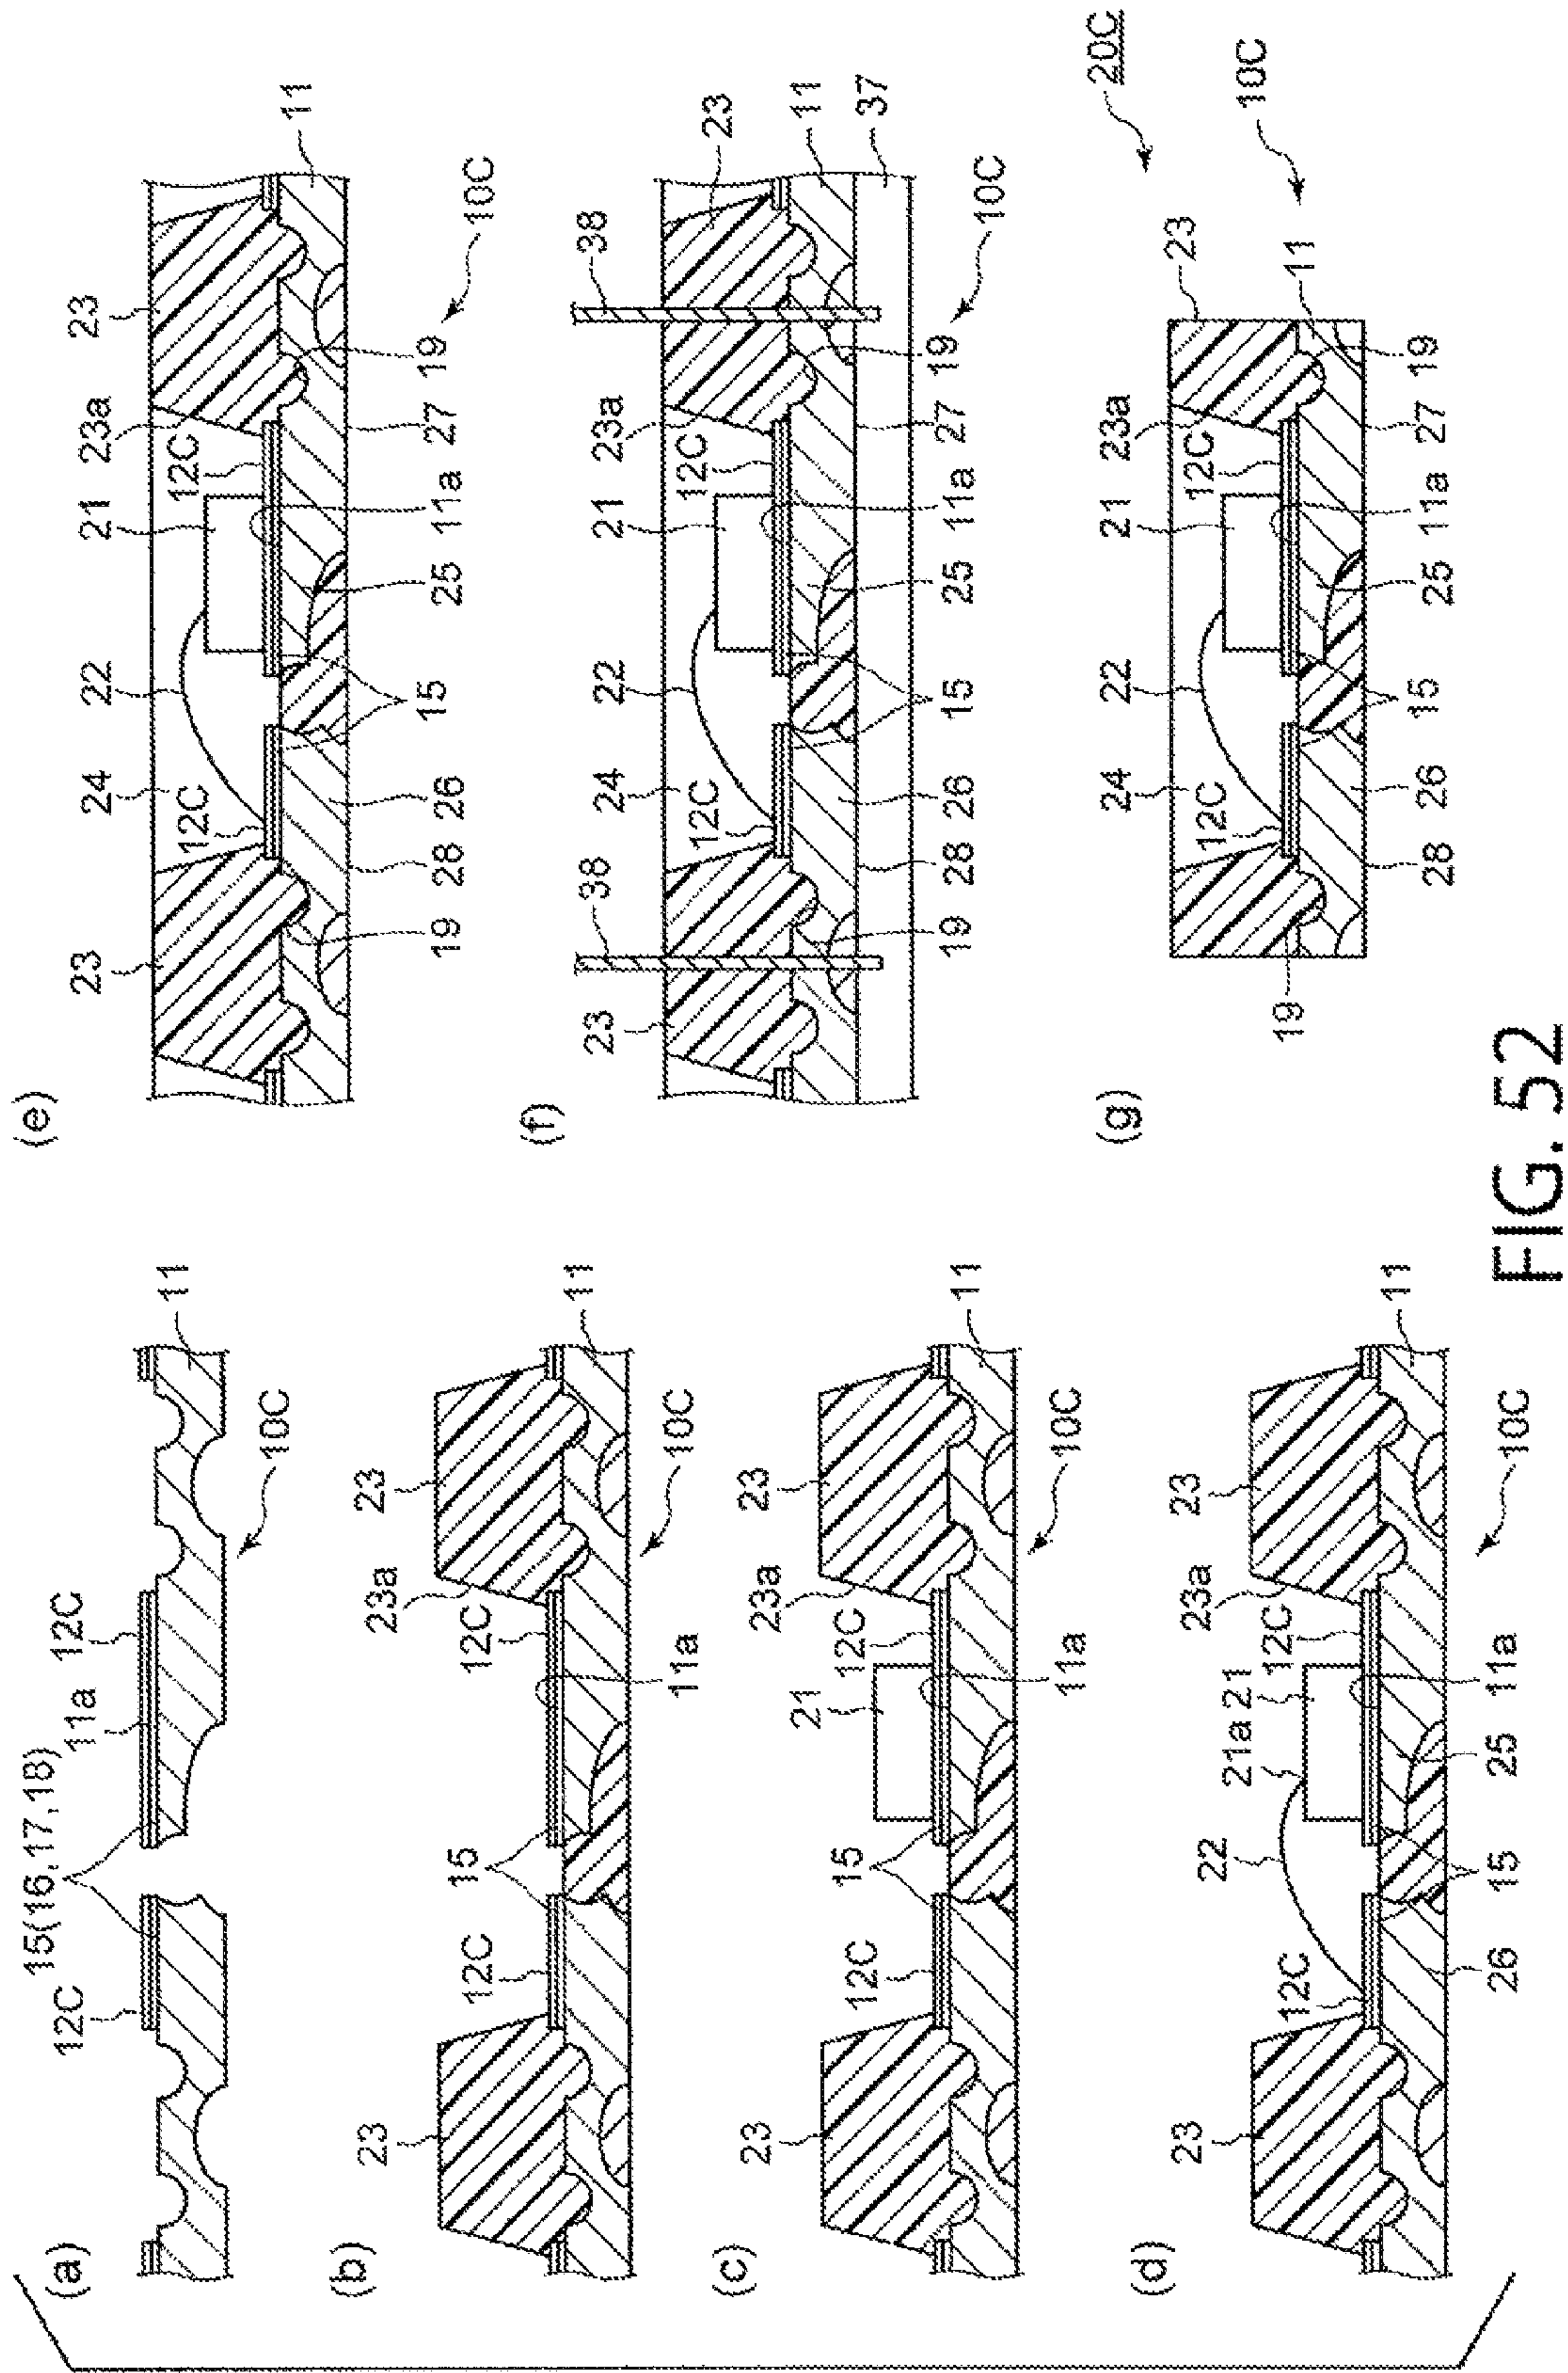 (a)
12C
15(16,17,18)
11a
12C
11
10C
(b)
23
12C
15
12C
23a
23
11
11a
10C
(c)
23
12C
15
21
12C
23a
23
11
11a
10C
(d)
23
12C
22
21a
21
12C
23a
23
11
26
15
25
11a
10C
(e)
23
24
12C
22
21
12C
23a
23
11
19
28
26
15
25
11a
27
19
10C
(f)
23
38
24
12C
22
21
12C
23a
38
23
11
37
19
28
26
15
25
11a
27
19
10C
(g)
20C
10C
24
12C
22
21
12C
23a
23
11
19
28
26
15
25
11a
27
19
FIG. 52